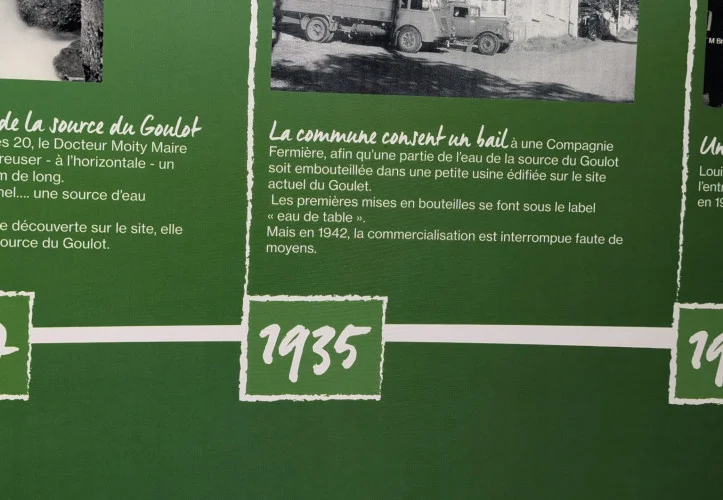 de la source du Goulot
es 20, le Docteur Moity Maire
reuser - à l'horizontale - un
m de long.
nel.... une source d'eau
e découverte sur le site, elle
ource du Goulot.
La commune consent un bail à une Compagnie
Fermière, afin qu'une partie de l'eau de la source du Goulot
soit embouteillée dans une petite usine édifiée sur le site
actuel du Goulet.
Les premières mises en bouteilles se font sous le label
« eau de table ».
Mais en 1942, la commercialisation est interrompue faute de
moyens.
Un
Loui
l'entr
en 19
1935
19